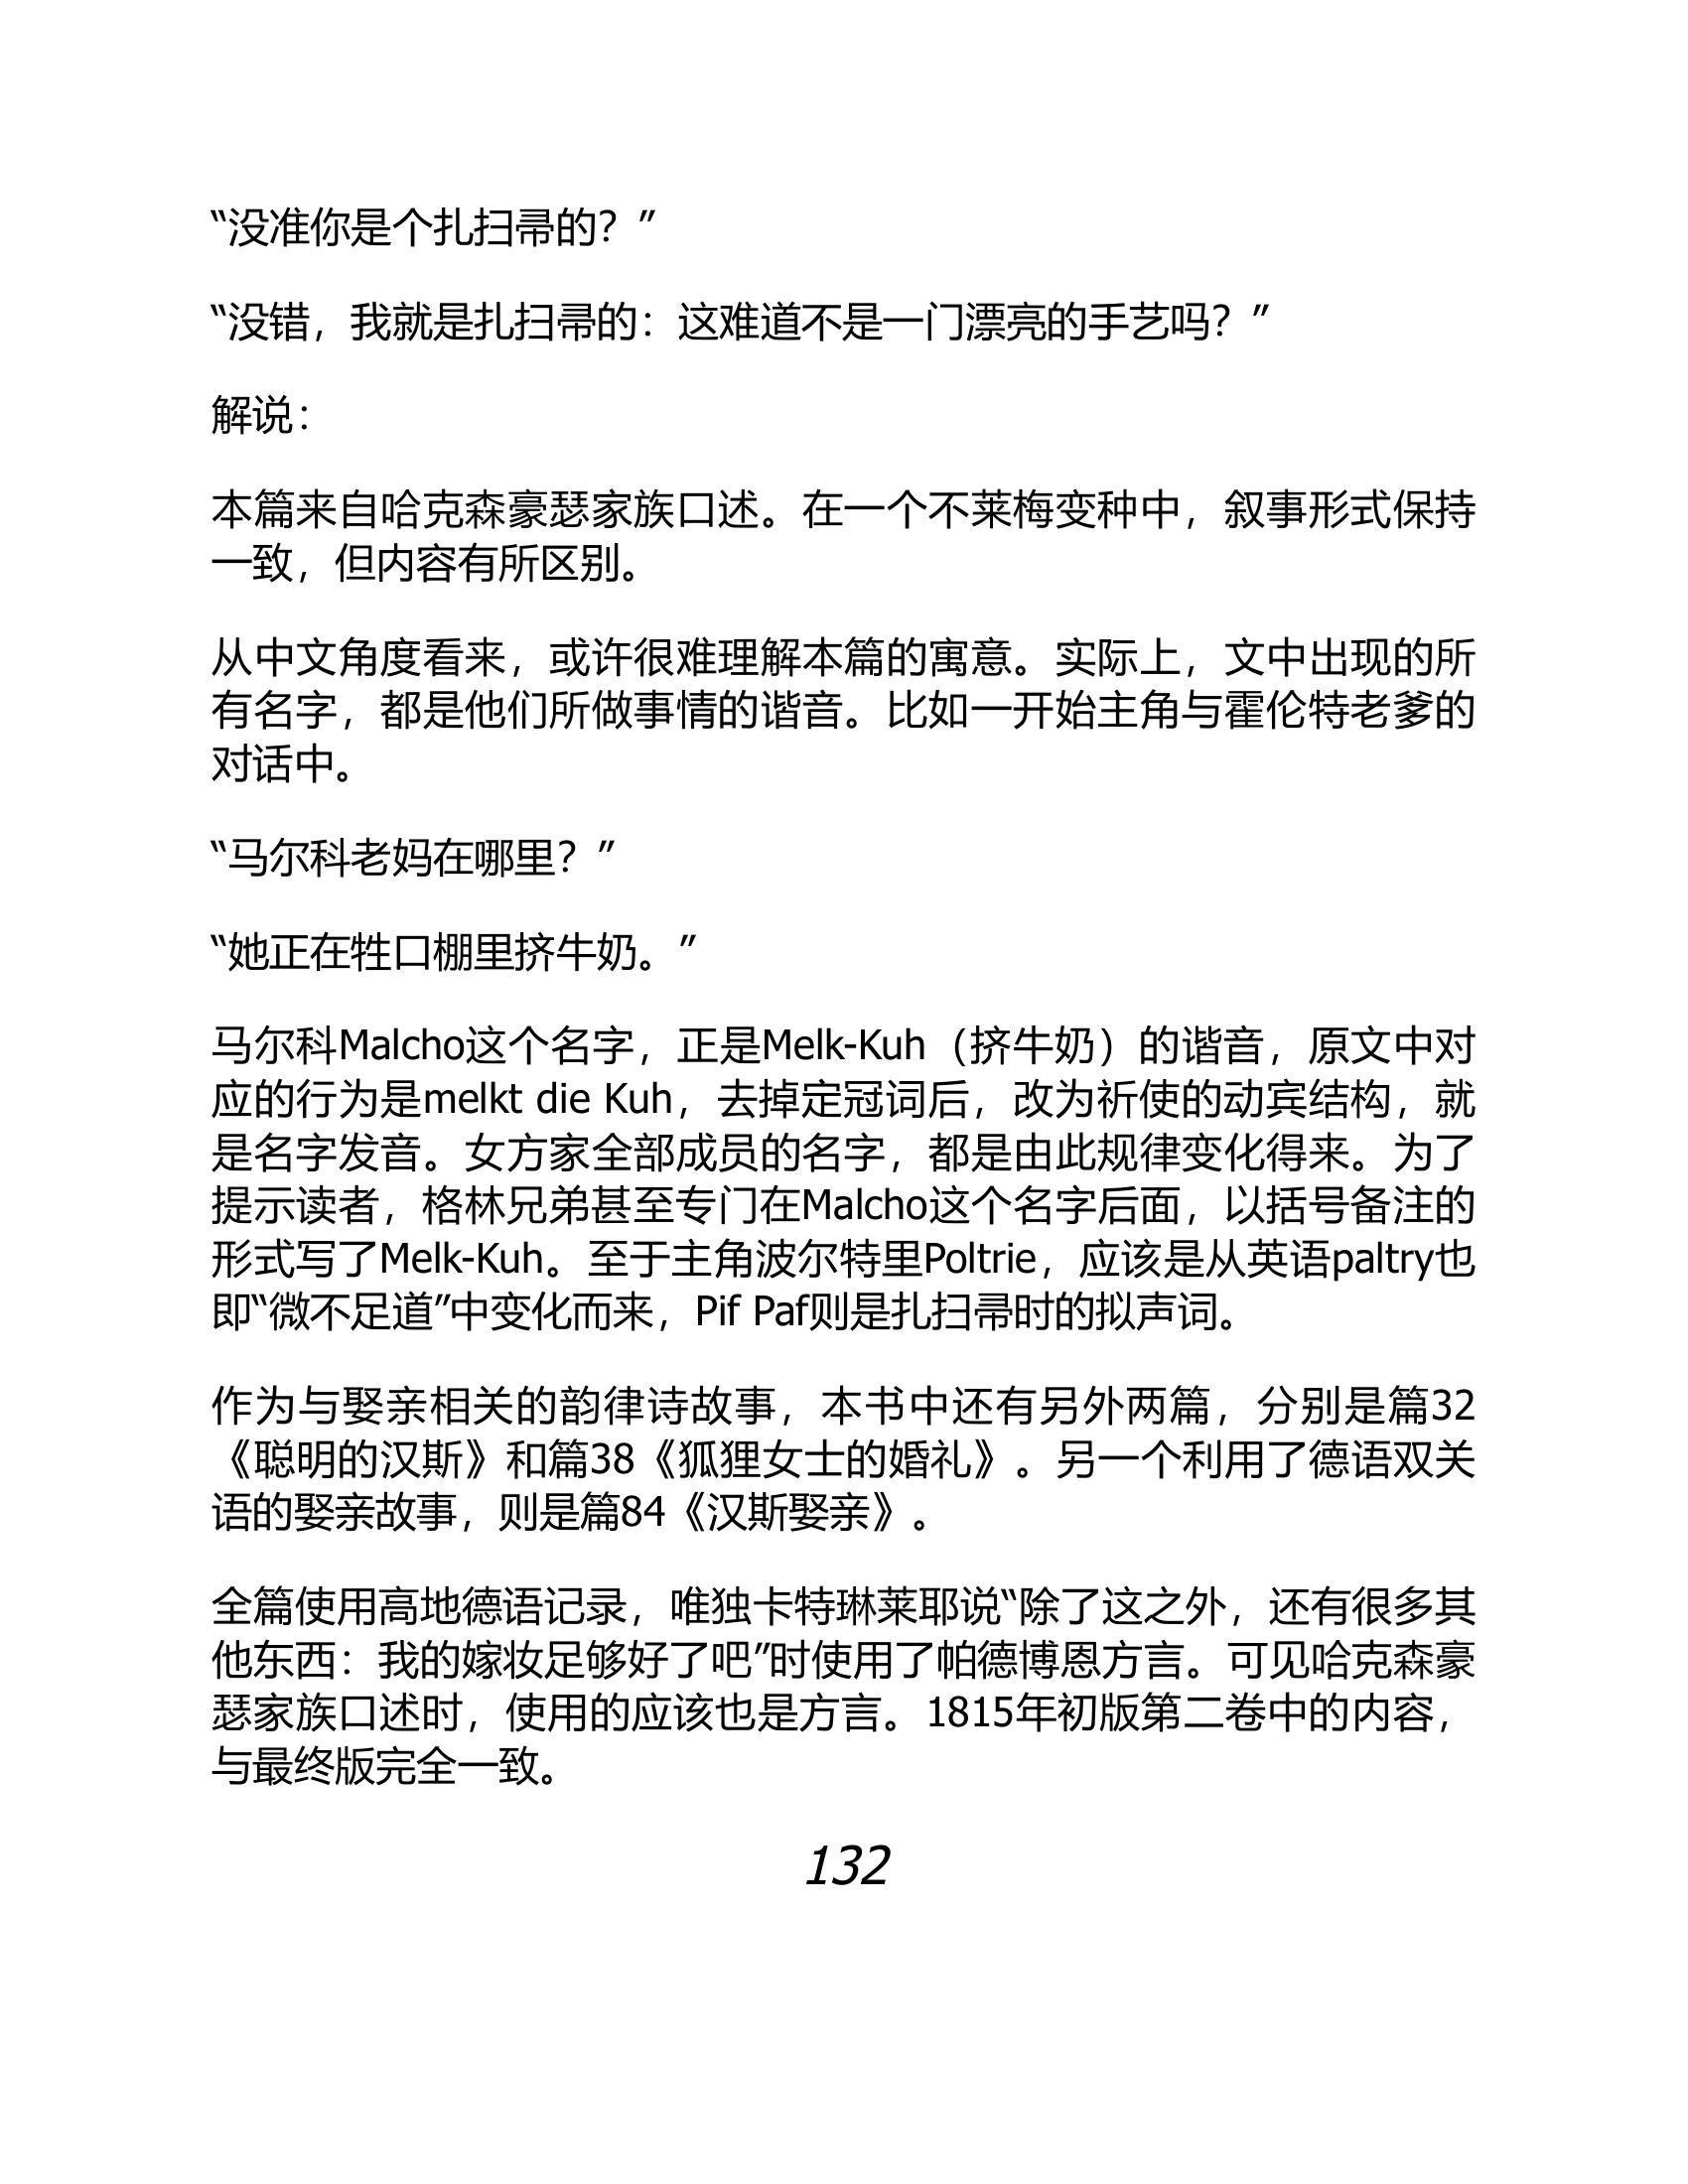 “没准你是个扎扫帚的？”
“没错，我就是扎扫帚的：这难道不是一门漂亮的手艺吗？”
解说：
本篇来自哈克森豪瑟家族口述。在一个不莱梅变种中，叙事形式保持
一致，但内容有所区别。
从中文角度看来，或许很难理解本篇的寓意。实际上，文中出现的所
有名字，都是他们所做事情的谐音。比如一开始主角与霍伦特老爹的
对话中。
“马尔科老妈在哪里？”
“她正在牲口棚里挤牛奶。”
马尔科Malcho这个名字，正是Melk-Kuh（挤牛奶）的谐音，原文中对
应的行为是melkt die Kuh，去掉定冠词后，改为祈使的动宾结构，就
是名字发音。女方家全部成员的名字，都是由此规律变化得来。为了
提示读者，格林兄弟甚至专门在Malcho这个名字后面，以括号备注的
形式写了Melk-Kuh。至于主角波尔特里Poltrie，应该是从英语paltry也
即“微不足道”中变化而来，Pif Paf则是扎扫帚时的拟声词。
作为与娶亲相关的韵律诗故事，本书中还有另外两篇，分别是篇32
《聪明的汉斯》和篇38《狐狸女士的婚礼》。另一个利用了德语双关
语的娶亲故事，则是篇84《汉斯娶亲》。
全篇使用高地德语记录，唯独卡特琳莱耶说“除了这之外，还有很多其
他东西：我的嫁妆足够好了吧”时使用了帕德博恩方言。可见哈克森豪
瑟家族口述时，使用的应该也是方言。1815年初版第二卷中的内容，
与最终版完全一致。
132